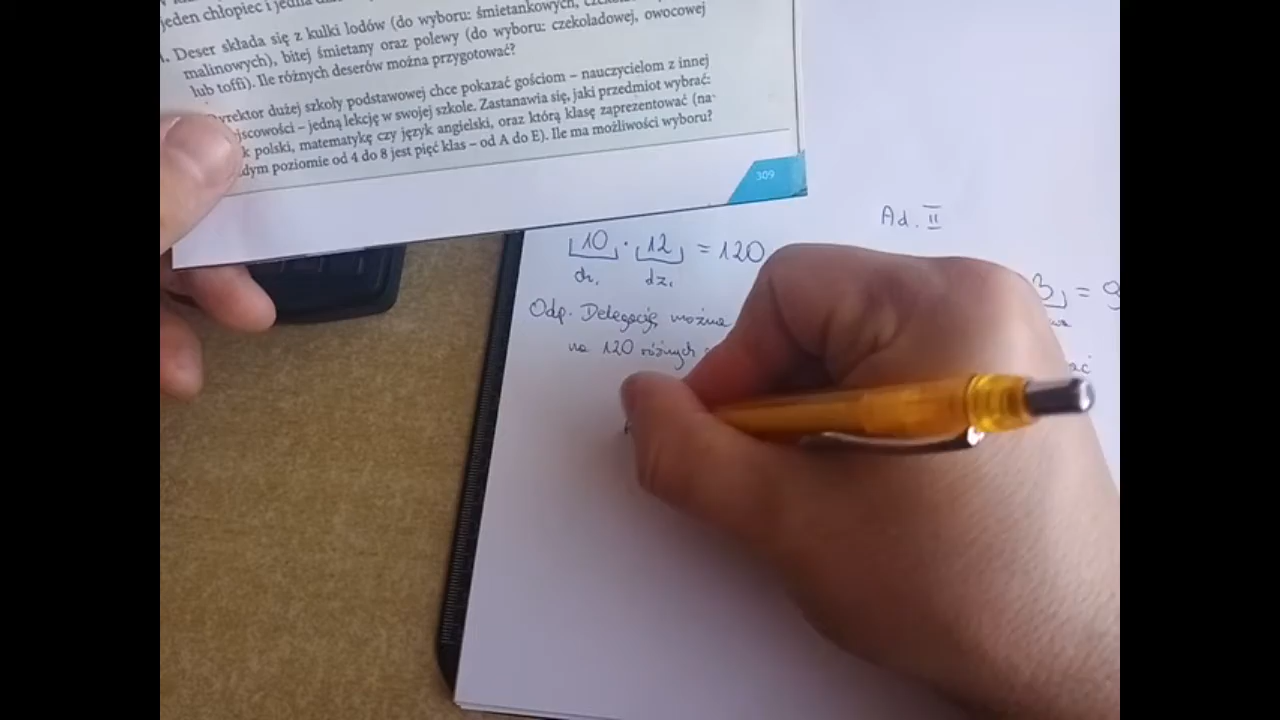 jeden chłopiec i jedna
Deser składa się z kulki lodów (do wyboru: śmietankowych,
malinowych), bitej śmietany oraz polewy (do wyboru: czekoladowej, owocowej
lub toffi). Ile różnych deserów można przygotować?
yrektor dużej szkoły podstawowej chce pokazać gościom – nauczycielom z innej
jscowości – jedną lekcję w swojej szkole. Zastanawia się, jaki przedmiot wybrać:
k polski, matematykę czy język angielski, oraz którą klasę zaprezentować (na-
dym poziomie od 4 do 8 jest pięć klas – od A do E). Ile ma możliwości wyboru?
309
Ad. II
10 · 12 = 120
ch. dz.
3 = 9
Odp. Delegację można
na 120 różnych
ać